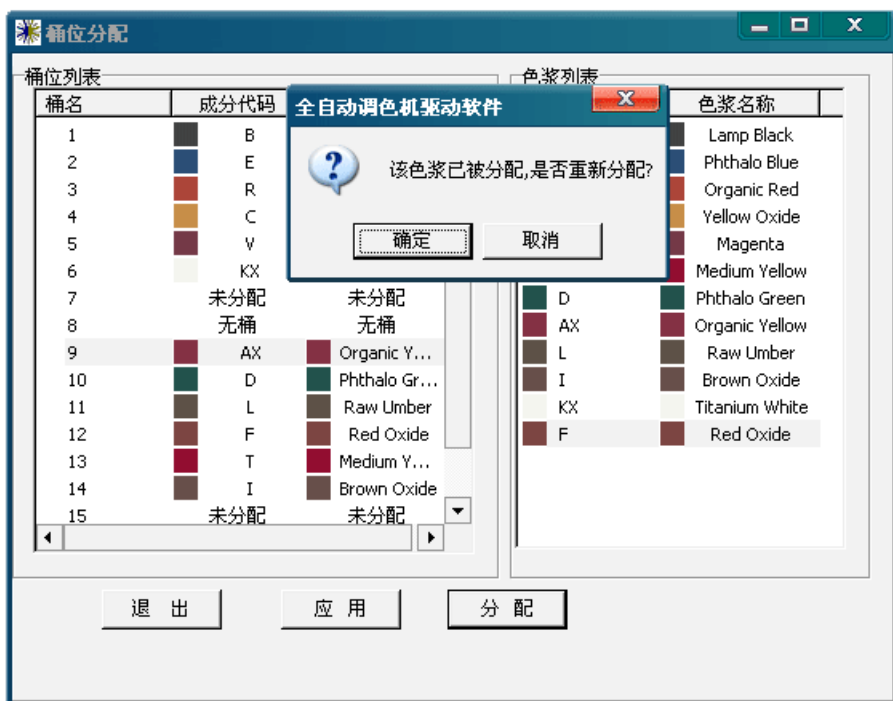 桶位分配
桶位列表
色浆列表
桶名 成分代码 色浆名称
全自动调色机驱动软件
该色浆已被分配,是否重新分配?
确定 取消
1 B Lamp Black
2 E Phthalo Blue
3 R Organic Red
4 C Yellow Oxide
5 V Magenta
6 KX Medium Yellow
7 未分配 未分配 D Phthalo Green
8 无桶 无桶 AX Organic Yellow
9 AX Organic Y... L Raw Umber
10 D Phthalo Gr... I Brown Oxide
11 L Raw Umber KX Titanium White
12 F Red Oxide F Red Oxide
13 T Medium Y...
14 I Brown Oxide
15 未分配 未分配
退 出 应 用 分 配